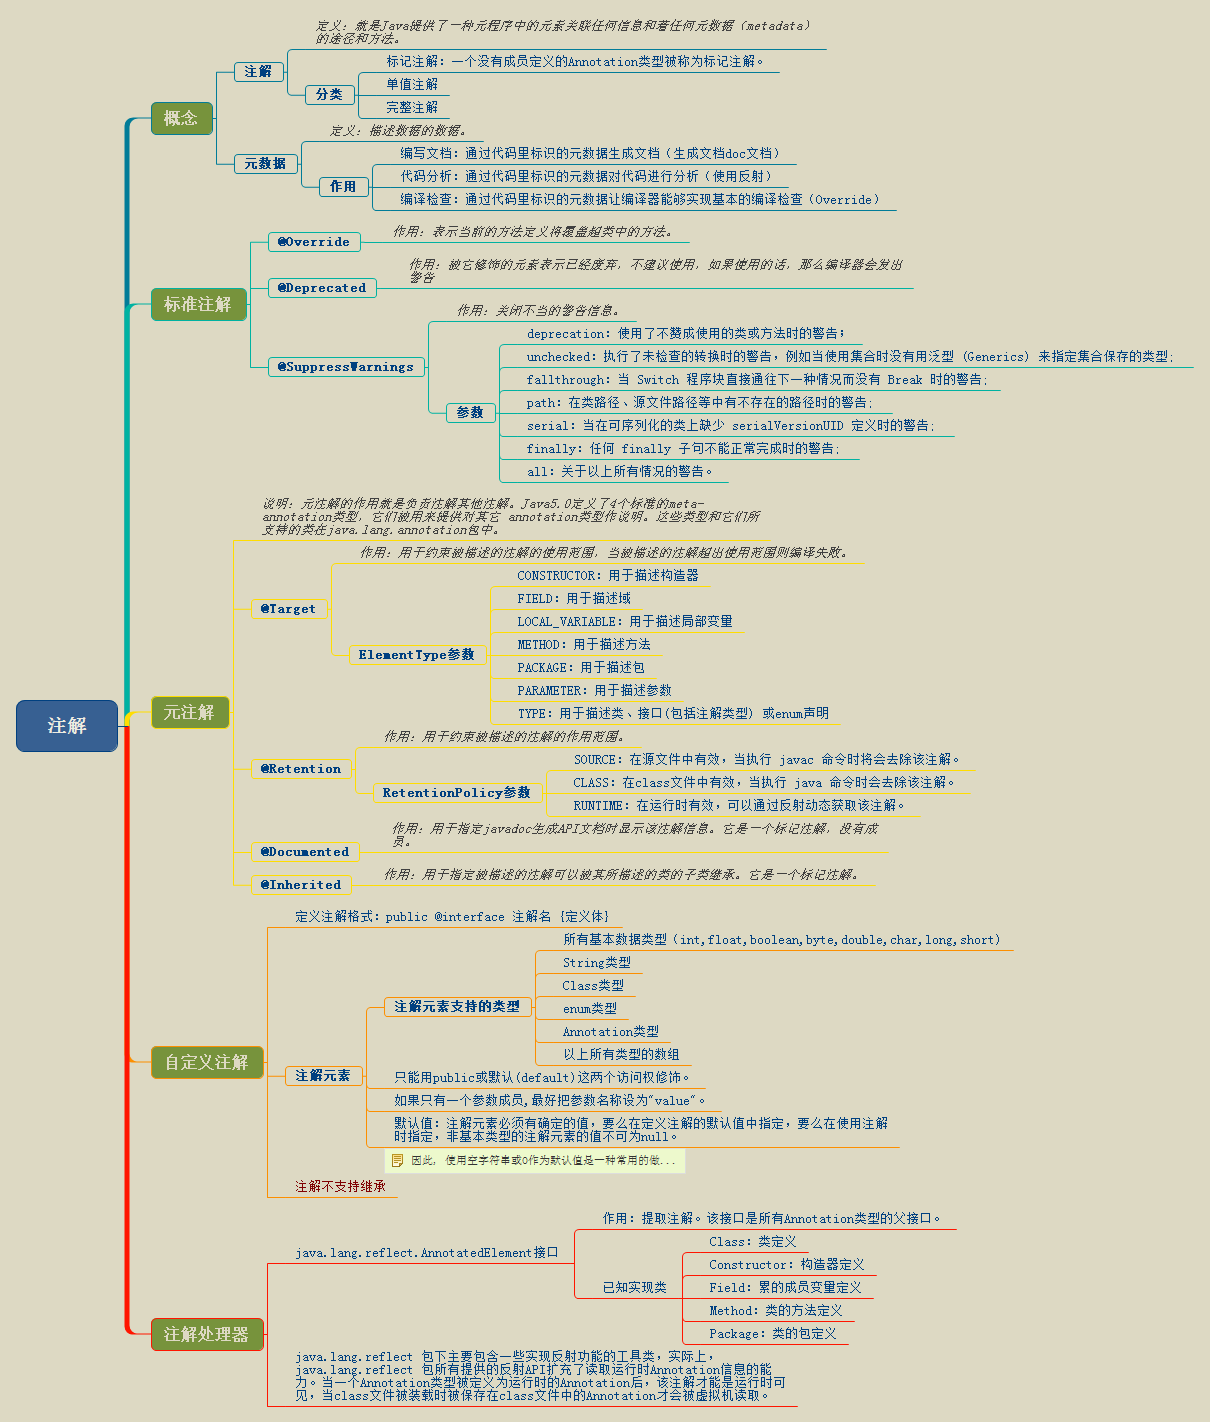 注解
概念
注解
定义：就是Java提供了一种元程序中的元素关联任何信息和着任何元数据（metadata）
的途径和方法。
分类
标记注解：一个没有成员定义的Annotation类型被称为标记注解。
单值注解
完整注解
元数据
定义：描述数据的数据。
作用
编写文档：通过代码里标识的元数据生成文档（生成文档doc文档）
代码分析：通过代码里标识的元数据对代码进行分析（使用反射）
编译检查：通过代码里标识的元数据让编译器能够实现基本的编译检查（Override）
标准注解
@Override
作用：表示当前的方法定义将覆盖超类中的方法。
@Deprecated
作用：被它修饰的元素表示已经废弃，不建议使用，如果使用的话，那么编译器会发出
警告
@SuppressWarnings
作用：关闭不当的警告信息。
参数
deprecation：使用了不赞成使用的类或方法时的警告；
unchecked：执行了未检查的转换时的警告，例如当使用集合时没有用泛型 (Generics) 来指定集合保存的类型;
fallthrough：当 Switch 程序块直接通往下一种情况而没有 Break 时的警告;
path：在类路径、源文件路径等中有不存在的路径时的警告;
serial：当在可序列化的类上缺少 serialVersionUID 定义时的警告;
finally：任何 finally 子句不能正常完成时的警告;
all：关于以上所有情况的警告。
元注解
说明：元注解的作用就是负责注解其他注解。Java5.0定义了4个标准的meta-
annotation类型，它们被用来提供对其它 annotation类型作说明。这些类型和它们所
支持的类在java.lang.annotation包中。
@Target
作用：用于约束被描述的注解的使用范围，当被描述的注解超出使用范围则编译失败。
ElementType参数
CONSTRUCTOR：用于描述构造器
FIELD：用于描述域
LOCAL_VARIABLE：用于描述局部变量
METHOD：用于描述方法
PACKAGE：用于描述包
PARAMETER：用于描述参数
TYPE：用于描述类、接口(包括注解类型) 或enum声明
@Retention
作用：用于约束被描述的注解的作用范围。
RetentionPolicy参数
SOURCE：在源文件中有效，当执行 javac 命令时将会去除该注解。
CLASS：在class文件中有效，当执行 java 命令时会去除该注解。
RUNTIME：在运行时有效，可以通过反射动态获取该注解。
@Documented
作用：用于指定javadoc生成API文档时显示该注解信息。它是一个标记注解，没有成
员。
@Inherited
作用：用于指定被描述的注解可以被其所描述的类的子类继承。它是一个标记注解。
自定义注解
定义注解格式：public @interface 注解名 {定义体}
注解元素
注解元素支持的类型
所有基本数据类型（int,float,boolean,byte,double,char,long,short)
String类型
Class类型
enum类型
Annotation类型
以上所有类型的数组
只能用public或默认(default)这两个访问权修饰。
如果只有一个参数成员,最好把参数名称设为"value"。
默认值：注解元素必须有确定的值，要么在定义注解的默认值中指定，要么在使用注解
时指定，非基本类型的注解元素的值不可为null。
因此, 使用空字符串或0作为默认值是一种常用的做...
注解不支持继承
注解处理器
java.lang.reflect.AnnotatedElement接口
作用：提取注解。该接口是所有Annotation类型的父接口。
已知实现类
Class：类定义
Constructor：构造器定义
Field：累的成员变量定义
Method：类的方法定义
Package：类的包定义
java.lang.reflect 包下主要包含一些实现反射功能的工具类，实际上，
java.lang.reflect 包所有提供的反射API扩充了读取运行时Annotation信息的能
力。当一个Annotation类型被定义为运行时的Annotation后，该注解才能是运行时可
见，当class文件被装载时被保存在class文件中的Annotation才会被虚拟机读取。